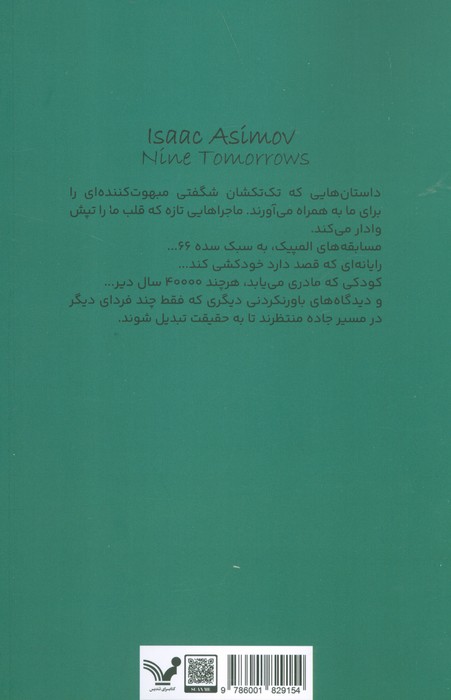 Isaac Asimov
Nine Tomorrows
داستان‌هایی که تک‌تکشان شگفتی مبهوت‌کننده‌ای را
برای ما به همراه می‌آورند. ماجراهایی تازه که قلب ما را تپش
وادار می‌کند.
مسابقه‌های المپیک، به سبک سده ۶۶...
رایانه‌ای که قصد دارد خودکشی کند...
کودکی که مادری می‌یابد، هرچند ۴۰۰۰۰ سال دیر...
و دیدگاه‌های باورنکردنی دیگری که فقط چند فردای دیگر
در مسیر جاده منتظرند تا به حقیقت تبدیل شوند.
کتابسرای تندیس
9 786001 829154